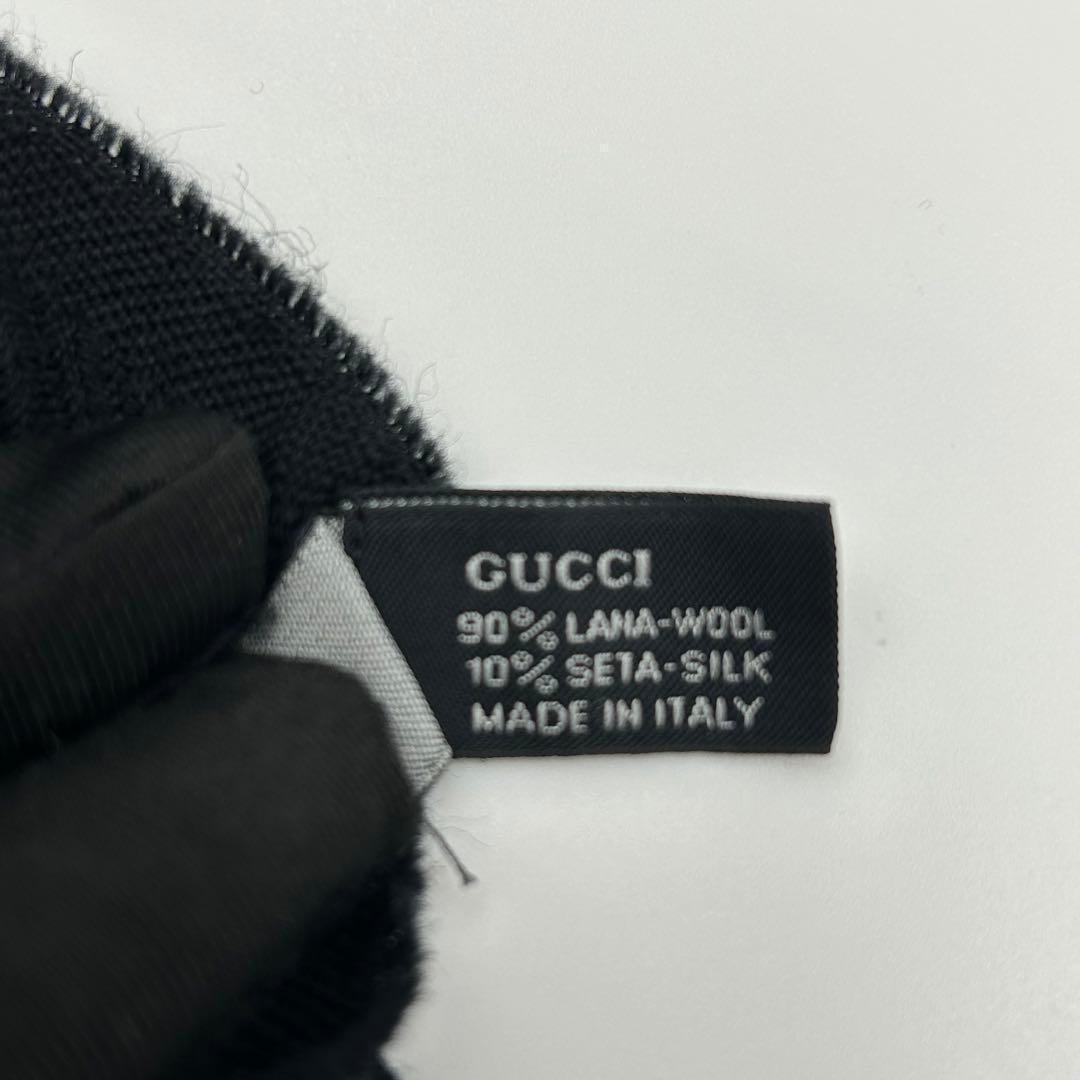 GUCCI
90% LANA-WOOL
10% SETA-SILK
MADE IN ITALY